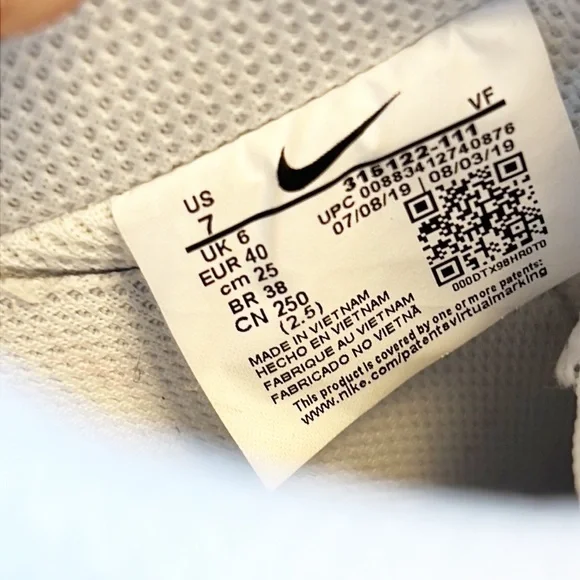 VF
US
7
315122-111
UPC 00883412740876
07/08/19 08/03/19
UK 6
EUR 40
cm 25
BR 38
CN 250
(2.5)
000DTX98HR0T0
MADE IN VIETNAM
HECHO EN VIETNAM
FABRIQUE AU VIETNAM
FABRICADO NO VIETNÃ
This product is covered by one or more patents:
www.nike.com/patentsvirtualmarking